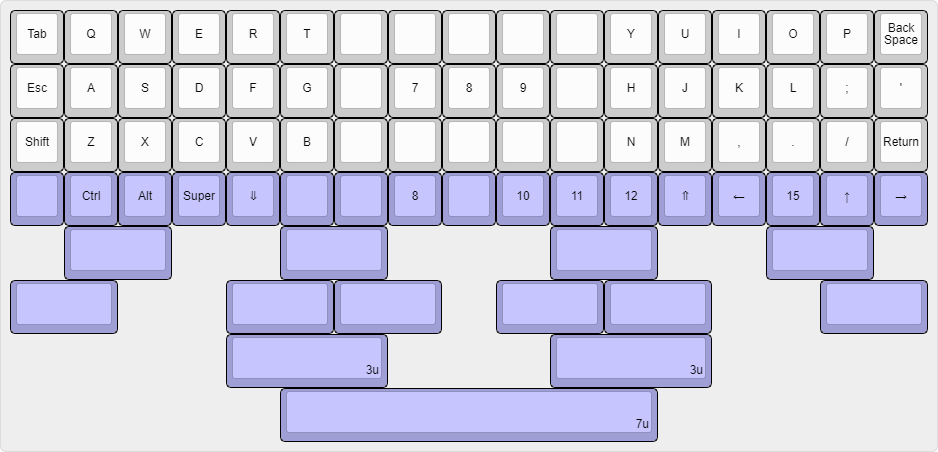 Tab Q W E R T Y U I O P Back Space
Esc A S D F G 7 8 9 H J K L ; '
Shift Z X C V B N M , . / Return
Ctrl Alt Super ⇓ 8 10 11 12 ⇑ ← 15 ↑ →
3u 3u
7u